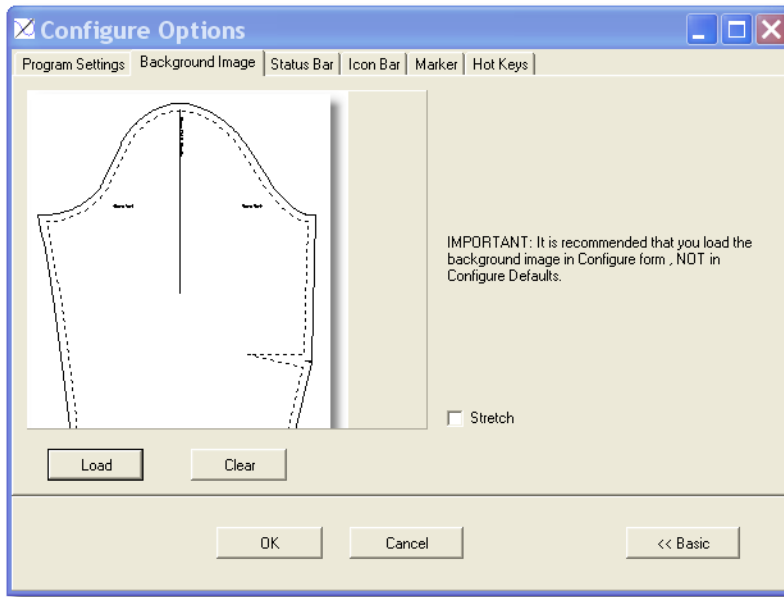 Configure Options
Program Settings Background Image Status Bar Icon Bar Marker Hot Keys
IMPORTANT: It is recommended that you load the
background image in Configure form , NOT in
Configure Defaults.
Stretch
Load Clear
OK Cancel << Basic